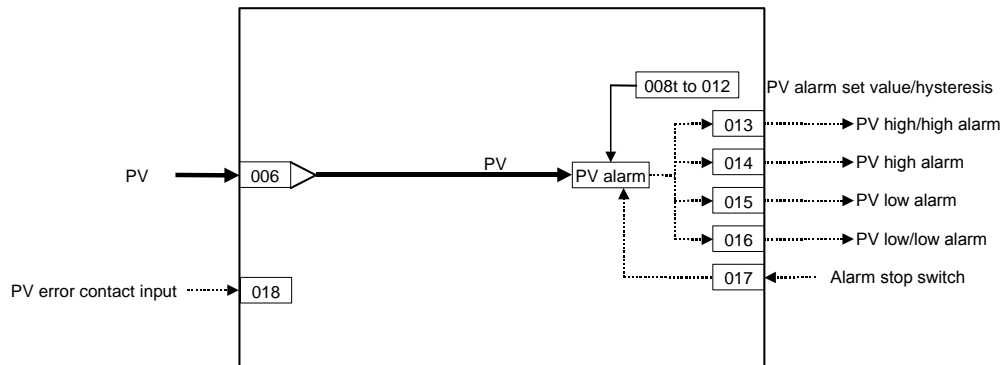 008t to 012
PV alarm set value/hysteresis
013
PV high/high alarm
PV
006
PV
PV alarm
014
PV high alarm
015
PV low alarm
016
PV low/low alarm
017
Alarm stop switch
PV error contact input
018